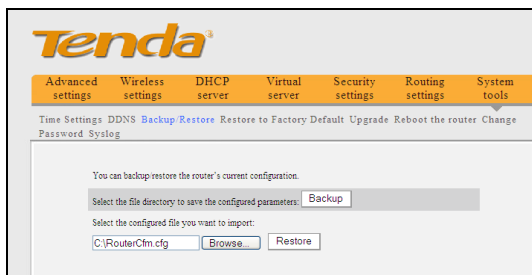 Tenda
Advanced settings
Wireless settings
DHCP server
Virtual server
Security settings
Routing settings
System tools
Time Settings DDNS Backup/Restore Restore to Factory Default Upgrade Reboot the router Change
Password Syslog
You can backup/restore the router's current configuration.
Select the file directory to save the configured parameters: Backup
Select the configured file you want to import:
C:\RouterCfm.cfg Browse... Restore